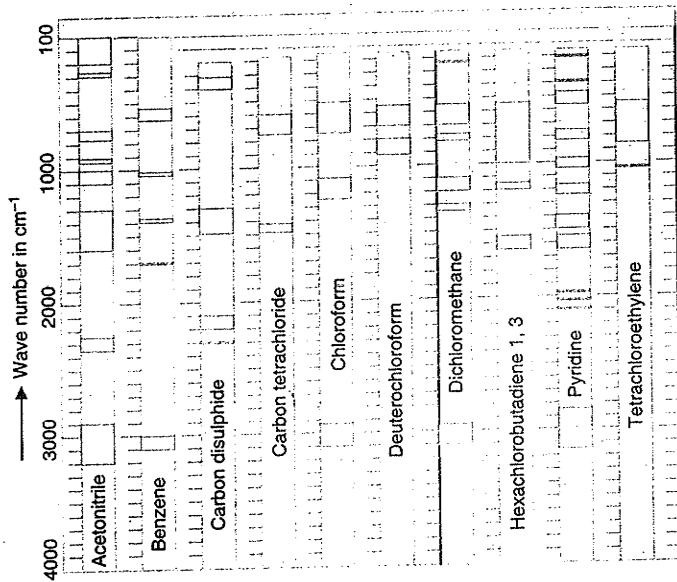 Wave number in cm⁻¹
4000 3000 2000 1000 100
Acetonitrile
Benzene
Carbon disulphide
Carbon tetrachloride
Chloroform
Deuterochloroform
Dichloromethane
Hexachlorobutadiene 1, 3
Pyridine
Tetrachloroethylene